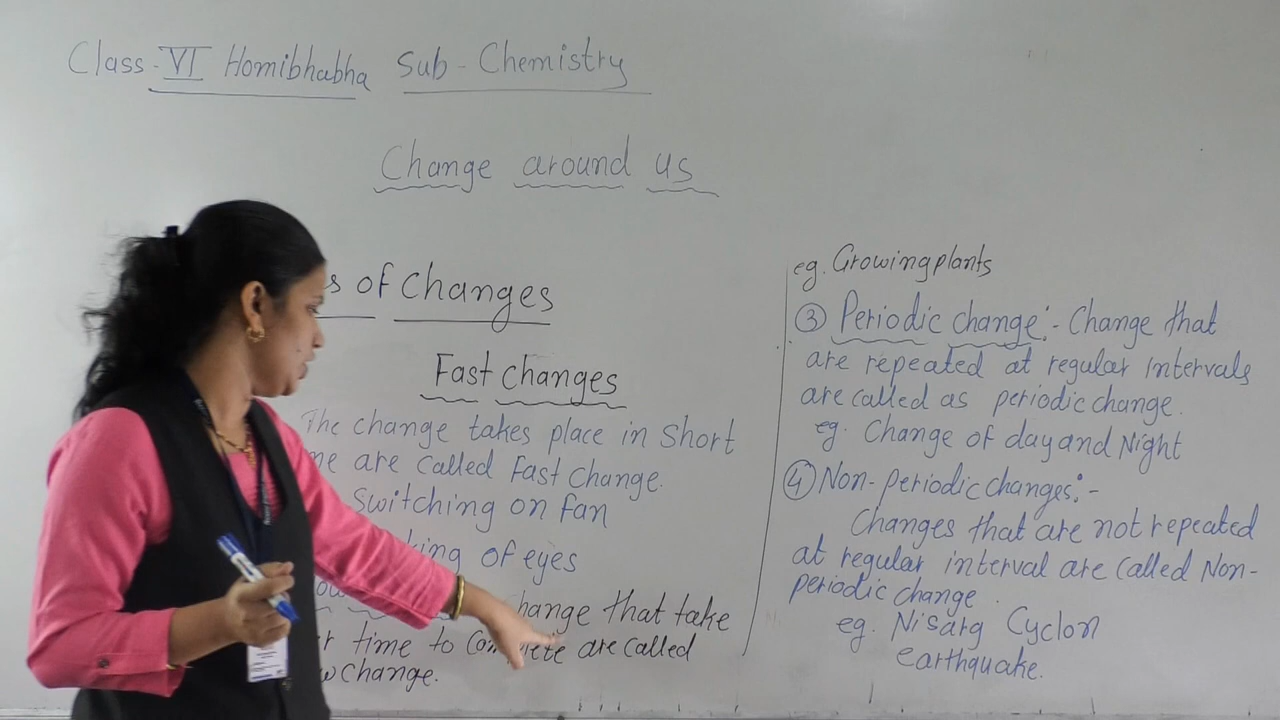 Class-VI Homibhabha Sub-Chemistry
Change around us
of Changes
Fast changes
The change takes place in Short
are called Fast change.
Switching on fan
of eyes
change that take
time to complete are called
change.
eg. Growing plants
③ Periodic change:- Change that
are repeated at regular intervals
are called as periodic change.
eg. Change of day and Night
④ Non-periodic changes:-
Changes that are not repeated
at regular interval are called Non-
periodic change.
eg. Nisarg Cyclon
earthquake.